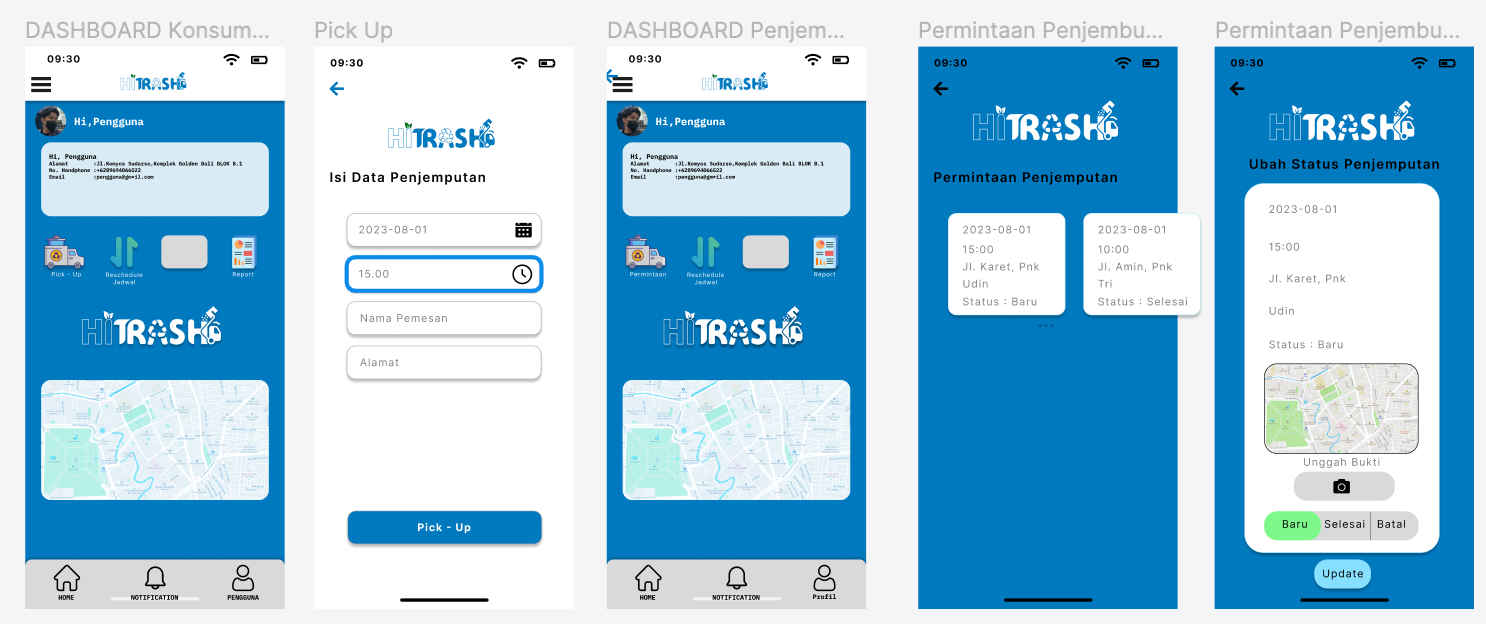 DASHBOARD Konsum...
09:30
HiTRASH
Hi,Pengguna
Hi, Pengguna
Alamat :Jl.Komyos Sudarso,Komplek Golden Bali BLOK B.1
No. Handphone :+6289694066522
Email :pengguna@gmail.com
Pick - Up
Reschedule
Jadwal
Report
HiTRASH
HOME
NOTIFICATION
PENGGUNA
Pick Up
09:30
HiTRASH
Isi Data Penjemputan
2023-08-01
15.00
Nama Pemesan
Alamat
Pick - Up
DASHBOARD Penjem...
09:30
HiTRASH
Hi,Pengguna
Hi, Pengguna
Alamat :Jl.Komyos Sudarso,Komplek Golden Bali BLOK B.1
No. Handphone :+6289694066522
Email :pengguna@gmail.com
Permintaan
Reschedule
Jadwal
Report
HiTRASH
HOME
NOTIFICATION
Profil
Permintaan Penjembu...
09:30
HiTRASH
Permintaan Penjemputan
2023-08-01
15:00
Jl. Karet, Pnk
Udin
Status : Baru
2023-08-01
10:00
Jl. Amin, Pnk
Tri
Status : Selesai
...
Permintaan Penjembu...
09:30
HiTRASH
Ubah Status Penjemputan
2023-08-01
15:00
Jl. Karet, Pnk
Udin
Status : Baru
Unggah Bukti
Baru Selesai Batal
Update